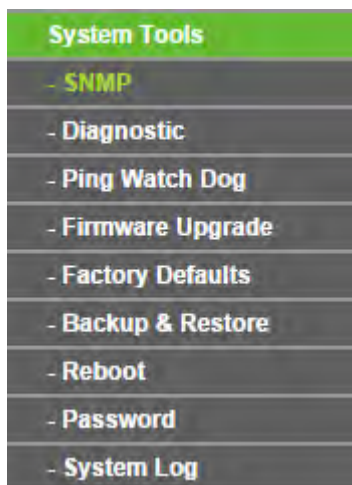 System Tools
- SNMP
- Diagnostic
- Ping Watch Dog
- Firmware Upgrade
- Factory Defaults
- Backup & Restore
- Reboot
- Password
- System Log